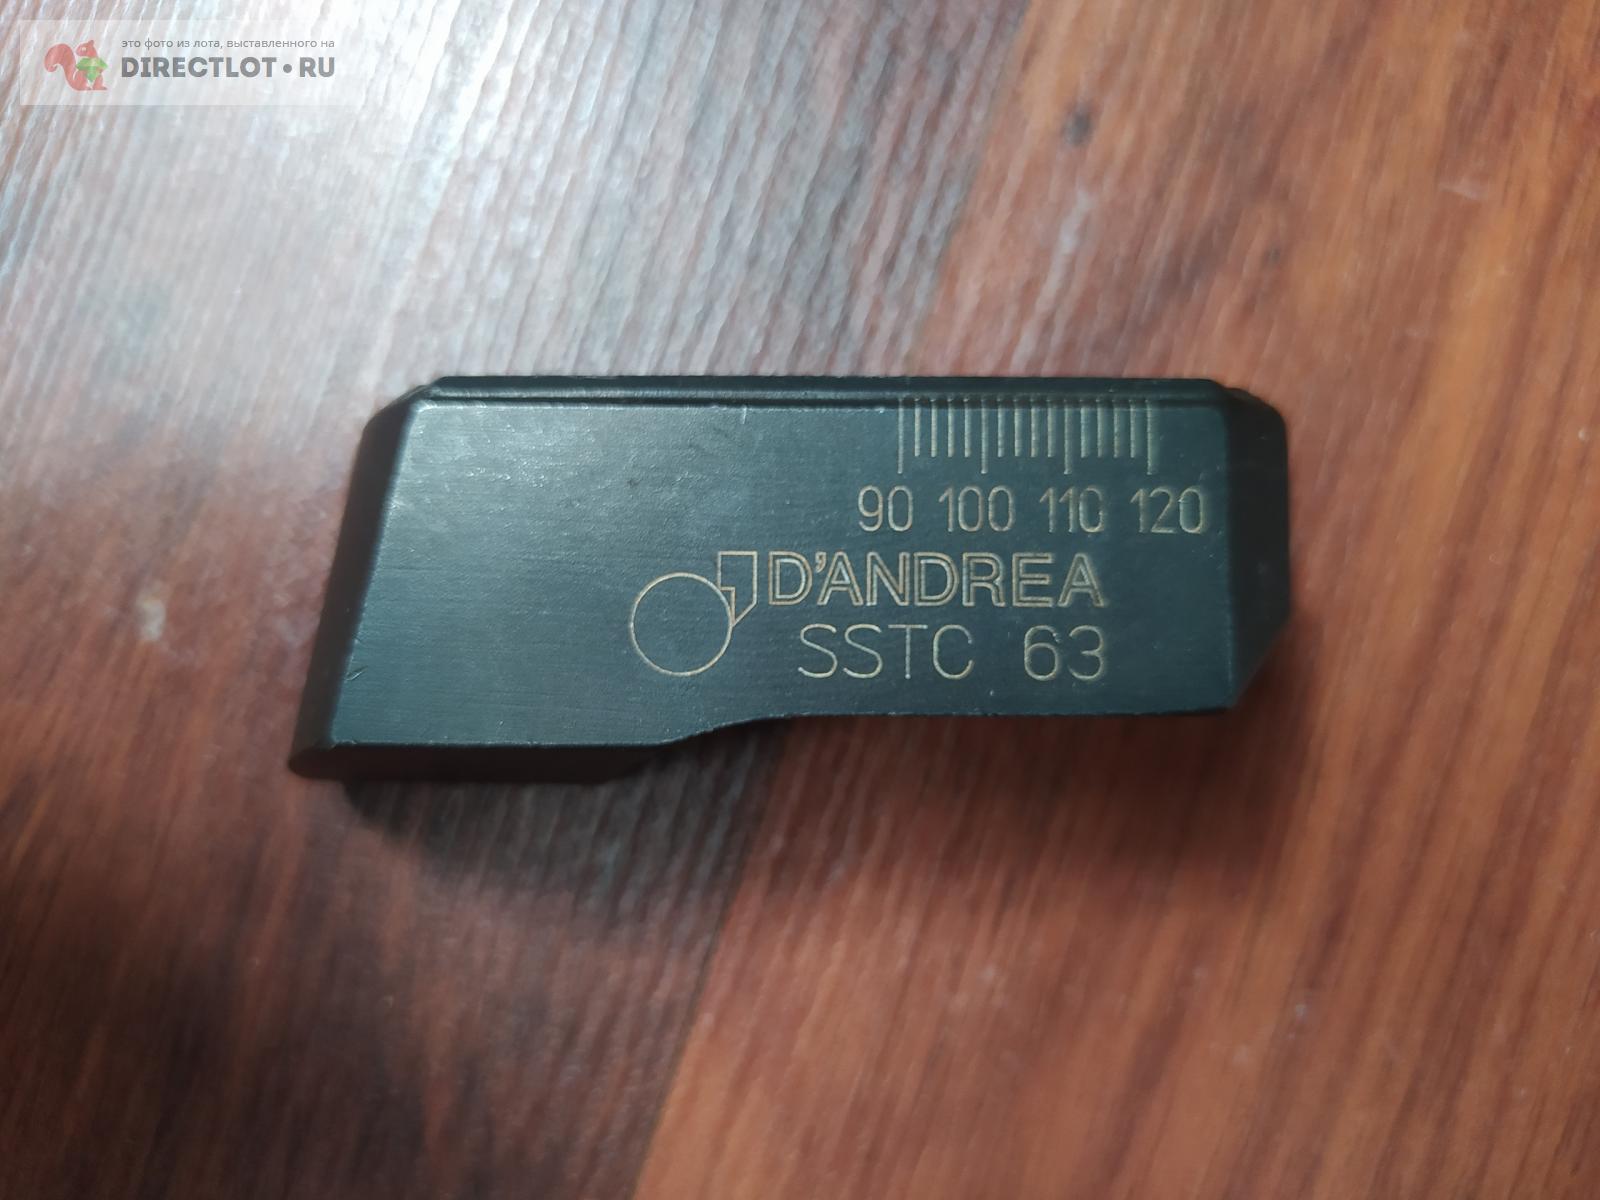 это фото из лота, выставленного на
DIRECTLOT•RU
90 100 110 120
D'ANDREA
SSTC 63